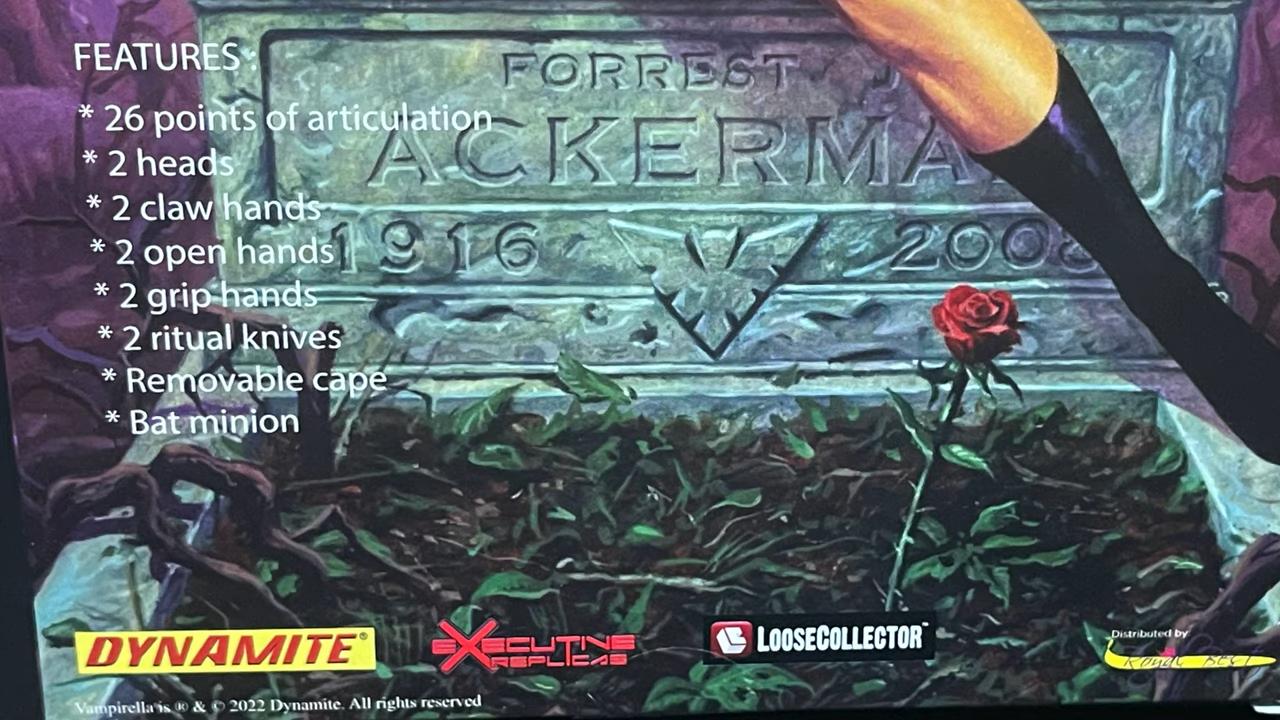 FEATURES :
* 26 points of articulation
* 2 heads
* 2 claw hands
* 2 open hands
* 2 grip hands
* 2 ritual knives
* Removable cape
* Bat minion
FORREST J
ACKERMA
1916 2008
DYNAMITE®
EXECUTIVE
REPLICAS
LOOSECOLLECTOR™
Distributed by
Vampirella is ® & © 2022 Dynamite. All rights reserved